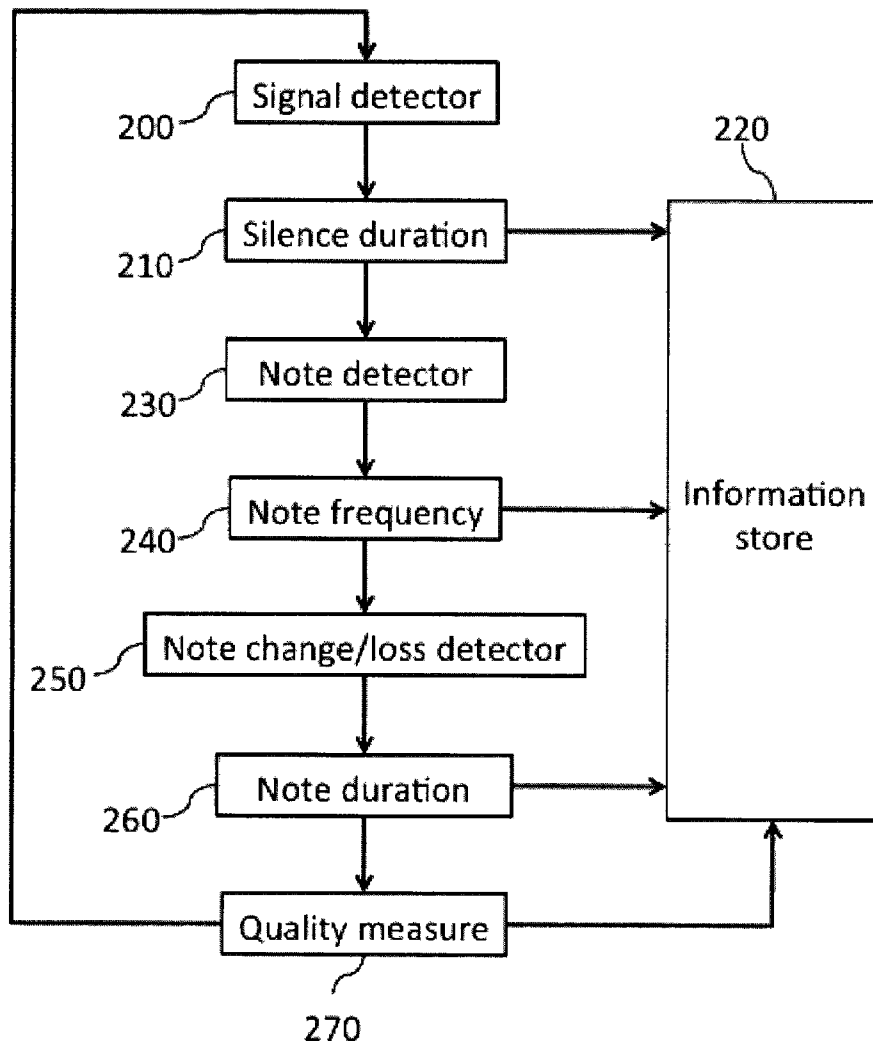 Signal detector
200
220
Silence duration
210
Note detector
230
Note frequency
240
Information
store
Note change/loss detector
250
Note duration
260
Quality measure
270